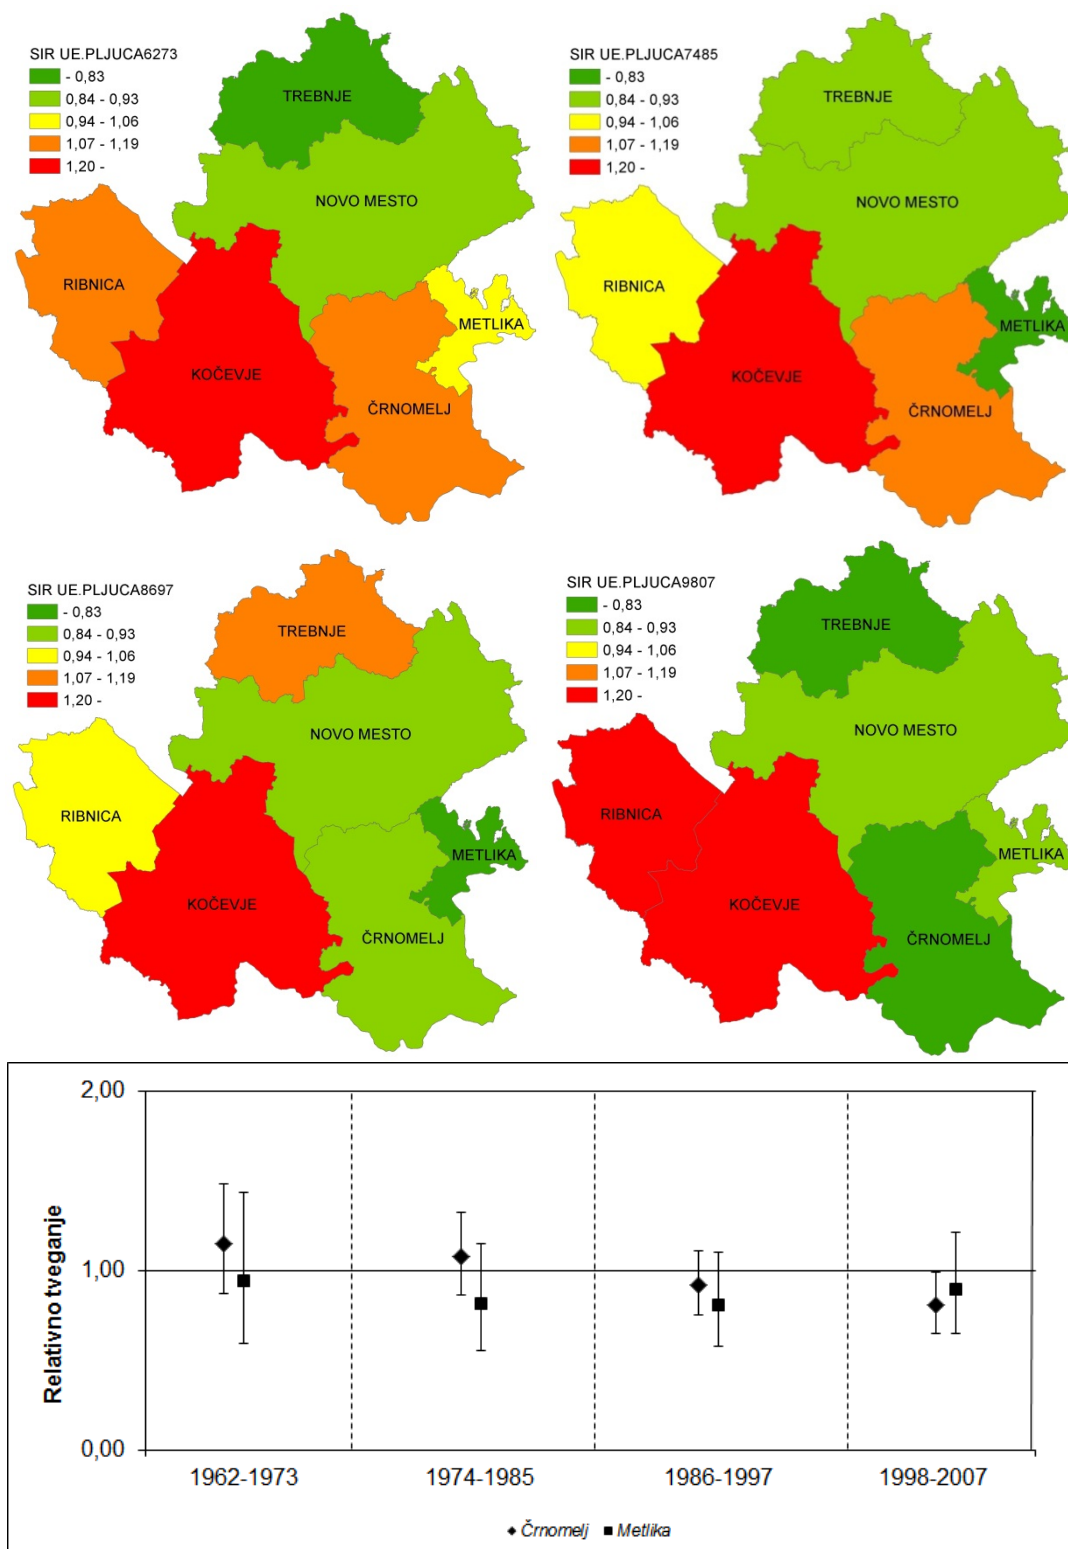 SIR UE.PLJUCA6273
- 0,83
0,84 - 0,93
0,94 - 1,06
1,07 - 1,19
1,20 -
TREBNJE
NOVO MESTO
RIBNICA
METLIKA
KOČEVJE
ČRNOMELJ
SIR UE.PLJUCA7485
- 0,83
0,84 - 0,93
0,94 - 1,06
1,07 - 1,19
1,20 -
TREBNJE
NOVO MESTO
RIBNICA
METLIKA
KOČEVJE
ČRNOMELJ
SIR UE.PLJUCA8697
- 0,83
0,84 - 0,93
0,94 - 1,06
1,07 - 1,19
1,20 -
TREBNJE
NOVO MESTO
RIBNICA
METLIKA
KOČEVJE
ČRNOMELJ
SIR UE.PLJUCA9807
- 0,83
0,84 - 0,93
0,94 - 1,06
1,07 - 1,19
1,20 -
TREBNJE
NOVO MESTO
RIBNICA
METLIKA
KOČEVJE
ČRNOMELJ
Relativno tveganje
2,00
1,00
0,00
1962-1973 1974-1985 1986-1997 1998-2007
Črnomelj Metlika